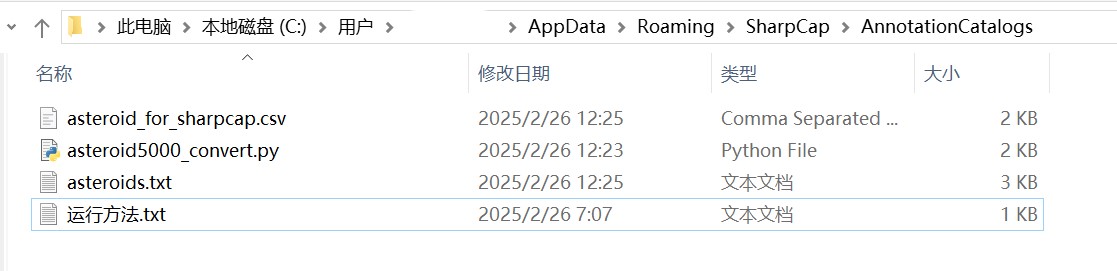 此电脑 > 本地磁盘 (C:) > 用户 > > AppData > Roaming > SharpCap > AnnotationCatalogs
名称 修改日期 类型 大小
asteroid_for_sharpcap.csv 2025/2/26 12:25 Comma Separated ... 2 KB
asteroid5000_convert.py 2025/2/26 12:23 Python File 2 KB
asteroids.txt 2025/2/26 12:25 文本文档 3 KB
运行方法.txt 2025/2/26 7:07 文本文档 1 KB